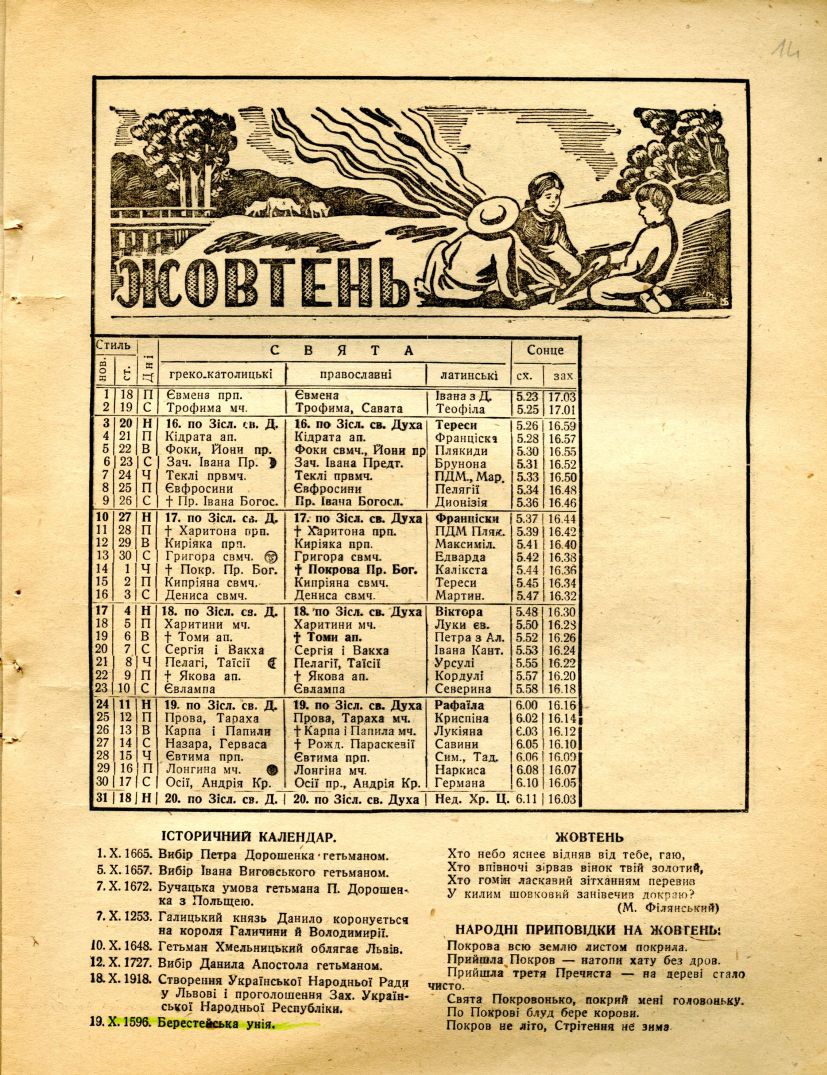 14
ЖОВТЕНЬ
Стиль Дні С В Я Т А Сонце
нов. ст. греко-католицькі православні латинські сх. зах
1 18 П Євмена прп. Євмена Івана з Д. 5.23 17.03
2 19 С Трофима мч. Трофима, Савата Теофіла 5.25 17.01
3 20 Н 16. по Зісл. св. Д. 16. по Зісл. св. Духа Тереси 5.26 16.59
4 21 П Кідрата ап. Кідрата ап. Франціска 5.28 16.57
5 22 В Фоки, Йони пр. Фоки свмч., Йони пр Плякиди 5.30 16.55
6 23 С Зач. Івана Пр. Зач. Івана Предт. Брунона 5.31 16.52
7 24 Ч Теклі првмч. Теклі првмч. ПДМ., Мар. 5.33 16.50
8 25 П Євфросини Євфросини Пелягії 5.34 16.48
9 26 С † Пр. Івана Богос. Пр. Івана Богосл. Дионізія 5.36 16.46
10 27 Н 17. по Зісл. св. Д. 17. по Зісл. св. Духа Франціски 5.37 16.44
11 28 П † Харитона прп. † Харитона прп. ПДМ Пляк. 5.39 16.42
12 29 В Киріяка прп. Киріяка прп. Максиміл. 5.41 16.40
13 30 С Григора свмч. Григора свмч. Едварда 5.42 16.38
14 1 Ч † Покр. Пр. Бог. † Покрова Пр. Бог. Калікста 5.44 16.36
15 2 П Кипріяна свмч. Кипріяна свмч. Тереси 5.45 16.34
16 3 С Дениса свмч. Дениса свмч. Мартин. 5.47 16.32
17 4 Н 18. по Зісл. св. Д. 18. по Зісл. св. Духа Віктора 5.48 16.30
18 5 П Харитини мч. Харитини мч. Луки єв. 5.50 16.28
19 6 В † Томи ап. † Томи ап. Петра з Ал. 5.52 16.26
20 7 С Сергія і Вакха Сергія і Вакха Івана Кант. 5.53 16.24
21 8 Ч Пелагі, Таїсії Пелагії, Таїсії Урсулі 5.55 16.22
22 9 П † Якова ап. † Якова ап. Кордулі 5.57 16.20
23 10 С Євлампа Євлампа Северина 5.58 16.18
24 11 Н 19. по Зісл. св. Д. 19. по Зісл. св. Духа Рафаїла 6.00 16.16
25 12 П Прова, Тараха Прова, Тараха мч. Криспіна 6.02 16.14
26 13 В Карпа і Папили † Карпа і Папила мч. Лукіяна 6.03 16.12
27 14 С Назара, Герваса † Рожд. Параскевії Савини 6.05 16.10
28 15 Ч Євтима прп. Євтима прп. Сим., Тад. 6.06 16.09
29 16 П Лонгина мч. Лонгіна мч. Наркиса 6.08 16.07
30 17 С Осії, Андрія Кр. Осії пр., Андрія Кр. Германа 6.10 16.05
31 18 Н 20. по Зісл. св. Д. 20. по Зісл. св. Духа Нед. Хр. Ц. 6.11 16.03
ІСТОРИЧНИЙ КАЛЕНДАР.
1. X. 1665. Вибір Петра Дорошенка гетьманом.
5. X. 1657. Вибір Івана Виговського гетьманом.
7. X. 1672. Бучацька умова гетьмана П. Дорошен-
ка з Польщею.
7. X. 1253. Галицький князь Данило коронується
на короля Галичини й Володимирії.
10. X. 1648. Гетьман Хмельницький облягає Львів.
12. X. 1727. Вибір Данила Апостола гетьманом.
18. X. 1918. Створення Української Народньої Ради
у Львові і проголошення Зах. Україн-
ської Народньої Республіки.
19. X. 1596. Берестейська унія.
ЖОВТЕНЬ
Хто небо яснеє відняв від тебе, гаю,
Хто впівночі зірвав вінок твій золотий,
Хто гомін ласкавий зітханням перевив
У килим шовковий занівечив докраю?
(М. Філянський)
НАРОДНІ ПРИПОВІДКИ НА ЖОВТЕНЬ:
Покрова всю землю листом покрила.
Прийшла Покров — натопи хату без дров.
Прийшла третя Пречиста — на дереві стало
чисто.
Свята Покровонько, покрий мені головоньку.
По Покрові блуд бере корови.
Покров не літо, Стрітення не зима